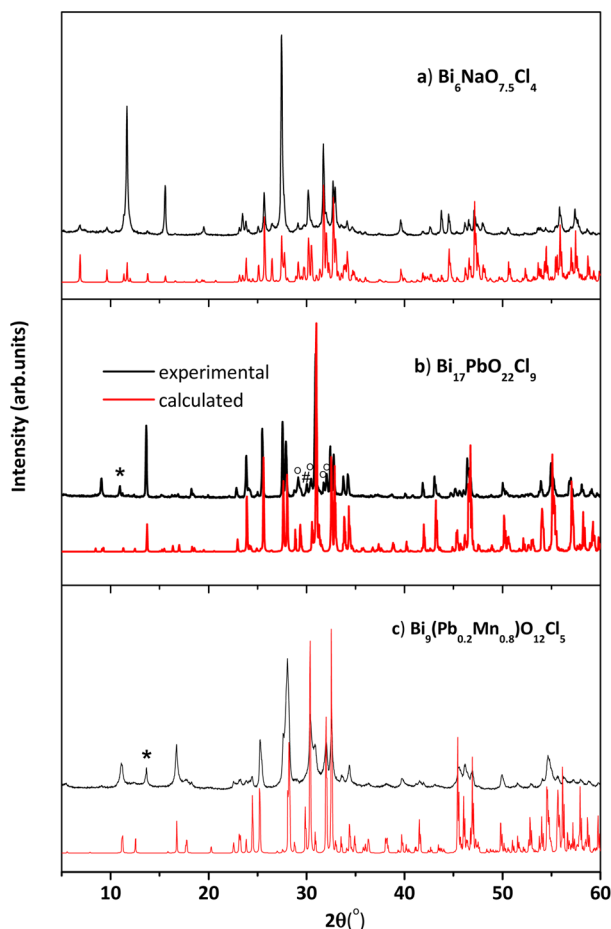 a) Bi₆NaO₇.₅Cl₄
experimental
calculated
b) Bi₁₇PbO₂₂Cl₉
*
o
#
o
o
o
c) Bi₉(Pb₀.₂Mn₀.₈)O₁₂Cl₅
*
Intensity (arb.units)
10 20 30 40 50 60
2θ(°)